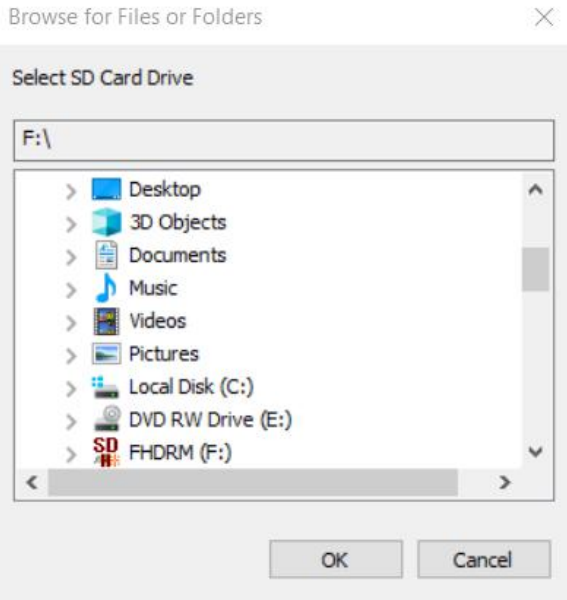 Browse for Files or Folders
Select SD Card Drive
F:\
Desktop
3D Objects
Documents
Music
Videos
Pictures
Local Disk (C:)
DVD RW Drive (E:)
SD
FHDRM (F:)
OK
Cancel